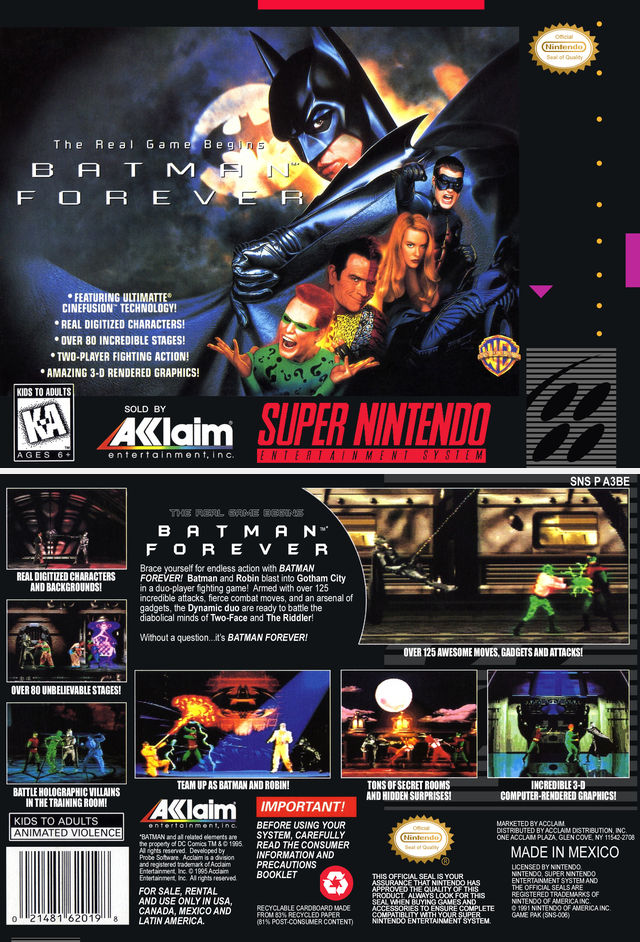 Official
Nintendo
Seal of Quality
The Real Game Begins
BATMAN™
FOREVER
• FEATURING ULTIMATTE®
CINEFUSION™ TECHNOLOGY!
• REAL DIGITIZED CHARACTERS!
• OVER 80 INCREDIBLE STAGES!
• TWO-PLAYER FIGHTING ACTION!
• AMAZING 3-D RENDERED GRAPHICS!
KIDS TO ADULTS
K-A
AGES 6+
SOLD BY
AKklaim
entertainment, inc.
SUPER NINTENDO
ENTERTAINMENT SYSTEM
SNS P A3BE
THE REAL GAME BEGINS
BATMAN™
FOREVER
Brace yourself for endless action with BATMAN
FOREVER! Batman and Robin blast into Gotham City
in a duo-player fighting game! Armed with over 125
incredible attacks, fierce combat moves, and an arsenal of
gadgets, the Dynamic duo are ready to battle the
diabolical minds of Two-Face and The Riddler!
Without a question...it's BATMAN FOREVER!
REAL DIGITIZED CHARACTERS
AND BACKGROUNDS!
OVER 125 AWESOME MOVES, GADGETS AND ATTACKS!
OVER 80 UNBELIEVABLE STAGES!
BATTLE HOLOGRAPHIC VILLAINS
IN THE TRAINING ROOM!
TEAM UP AS BATMAN AND ROBIN!
TONS OF SECRET ROOMS
AND HIDDEN SURPRISES!
INCREDIBLE 3-D
COMPUTER-RENDERED GRAPHICS!
KIDS TO ADULTS
ANIMATED VIOLENCE
0 21481 62019 8
AKklaim
entertainment, inc.
*BATMAN and all related elements are
the property of DC Comics TM & © 1995.
All rights reserved. Developed by
Probe Software. Acclaim is a division
and registered trademark of Acclaim
Entertainment, Inc. © 1995 Acclaim
Entertainment, Inc. All rights reserved.
FOR SALE, RENTAL
AND USE ONLY IN USA,
CANADA, MEXICO AND
LATIN AMERICA.
IMPORTANT!
BEFORE USING YOUR
SYSTEM, CAREFULLY
READ THE CONSUMER
INFORMATION AND
PRECAUTIONS
BOOKLET
RECYCLABLE CARDBOARD MADE
FROM 83% RECYCLED PAPER
(81% POST-CONSUMER CONTENT)
Official
Nintendo
Seal of Quality
®
THIS OFFICIAL SEAL IS YOUR
ASSURANCE THAT NINTENDO HAS
APPROVED THE QUALITY OF THIS
PRODUCT. ALWAYS LOOK FOR THIS
SEAL WHEN BUYING GAMES AND
ACCESSORIES TO ENSURE COMPLETE
COMPATIBLITY WITH YOUR SUPER
NINTENDO ENTERTAINMENT SYSTEM.
MARKETED BY ACCLAIM.
DISTRIBUTED BY ACCLAIM DISTRIBUTION, INC.
ONE ACCLAIM PLAZA, GLEN COVE, NY 11542-2708
MADE IN MEXICO
LICENSED BY NINTENDO
NINTENDO, SUPER NINTENDO
ENTERTAINMENT SYSTEM AND
THE OFFICIAL SEALS ARE
REGISTERED TRADEMARKS OF
NINTENDO OF AMERICA INC.
© 1991 NINTENDO OF AMERICA INC.
GAME PAK (SNS-006)